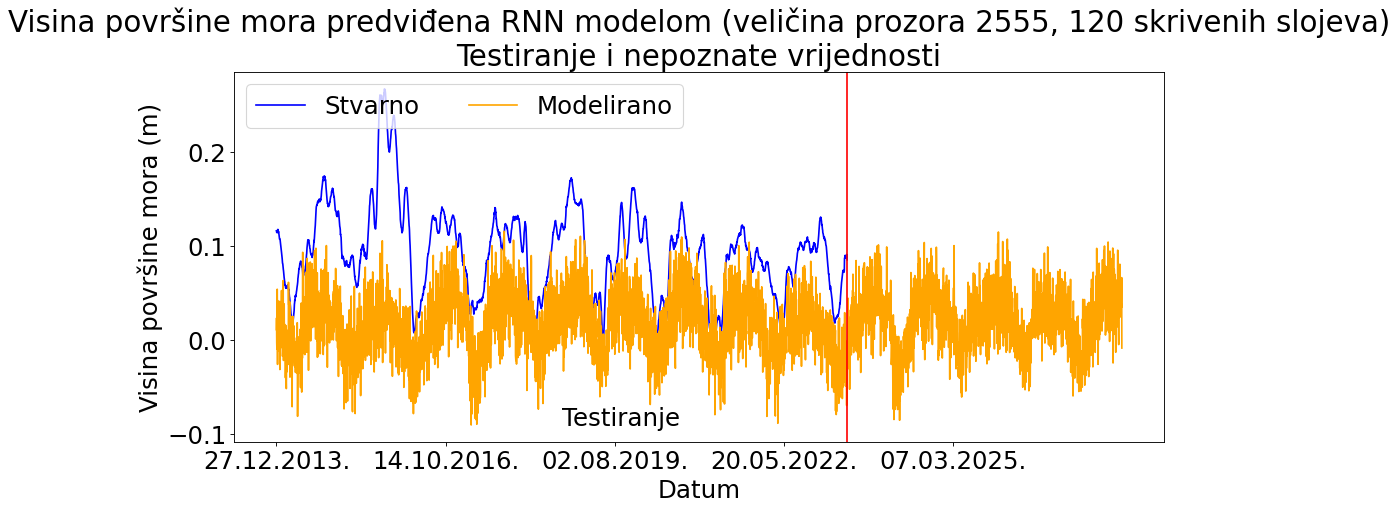 Visina površine mora predviđena RNN modelom (veličina prozora 2555, 120 skrivenih slojeva)
Testiranje i nepoznate vrijednosti
Stvarno Modelirano
Visina površine mora (m)
0.2
0.1
0.0
−0.1
Testiranje
27.12.2013. 14.10.2016. 02.08.2019. 20.05.2022. 07.03.2025.
Datum